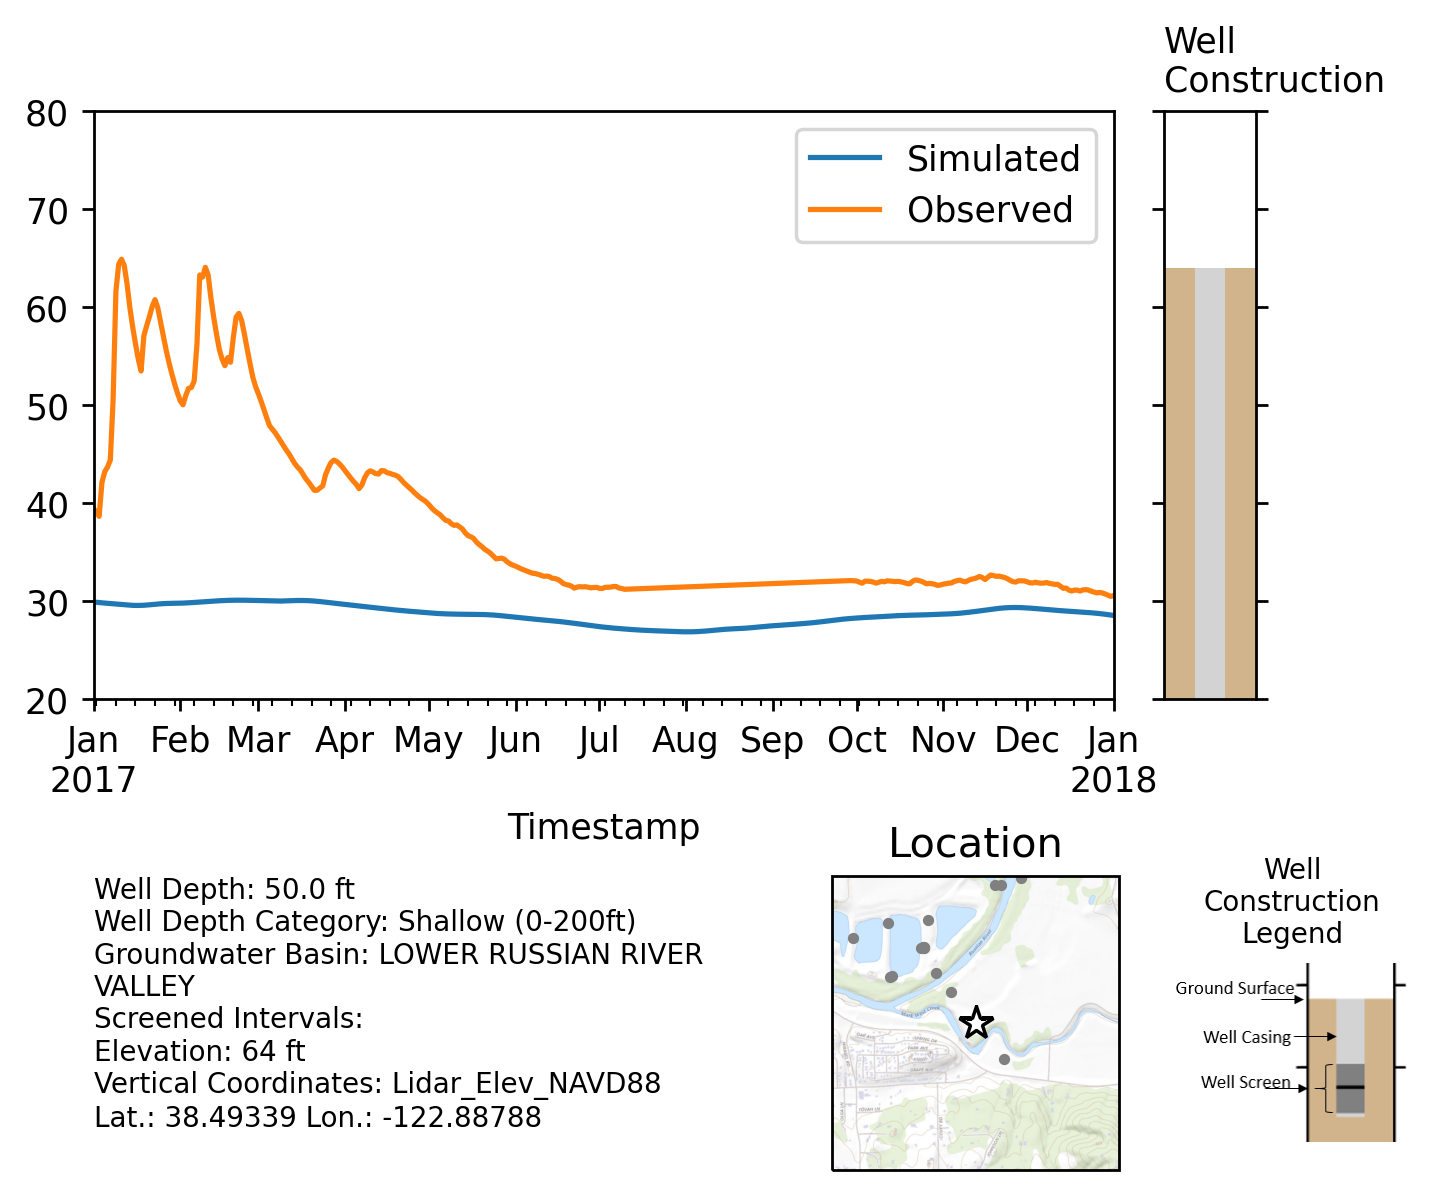 Well
Construction
80
70
60
50
40
30
20
Simulated
Observed
Jan Feb Mar Apr May Jun Jul Aug Sep Oct Nov Dec Jan
2017 2018
Timestamp
Well Depth: 50.0 ft
Well Depth Category: Shallow (0-200ft)
Groundwater Basin: LOWER RUSSIAN RIVER
VALLEY
Screened Intervals:
Elevation: 64 ft
Vertical Coordinates: Lidar_Elev_NAVD88
Lat.: 38.49339 Lon.: -122.88788
Location
Well
Construction
Legend
Ground Surface
Well Casing
Well Screen